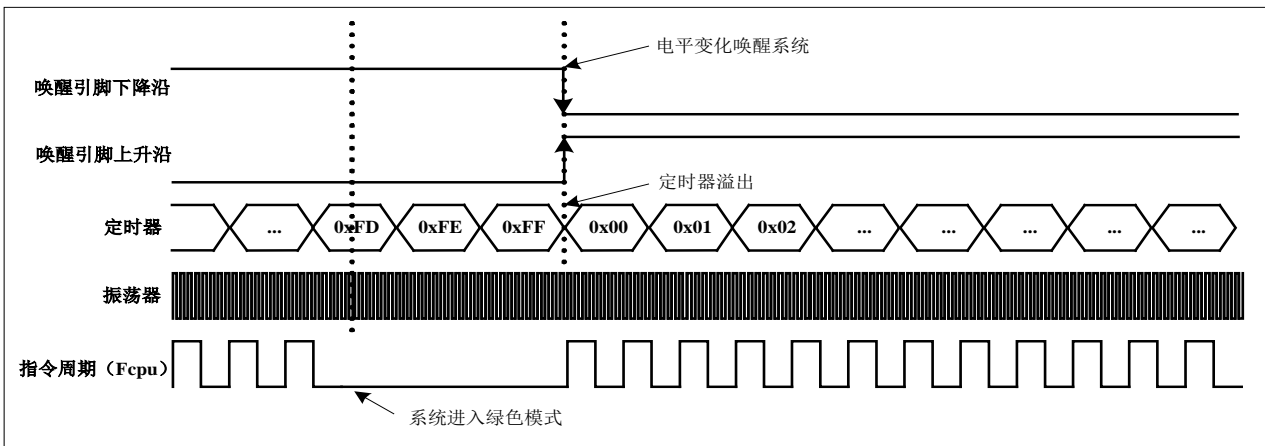 电平变化唤醒系统
唤醒引脚下降沿
唤醒引脚上升沿
定时器溢出
定时器 ... 0xFD 0xFE 0xFF 0x00 0x01 0x02 ... ... ... ... ...
振荡器
指令周期（Fcpu）
系统进入绿色模式